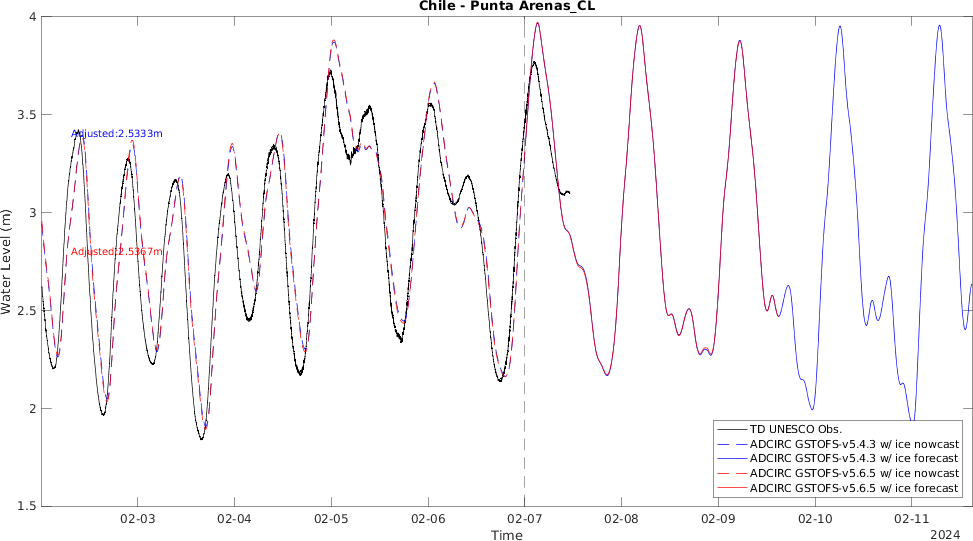 Chile - Punta Arenas_CL
4
3.5
3
2.5
2
1.5
Water Level (m)
Adjusted:2.5333m
Adjusted:2.5367m
TD UNESCO Obs.
ADCIRC GSTOFS-v5.4.3 w/ ice nowcast
ADCIRC GSTOFS-v5.4.3 w/ ice forecast
ADCIRC GSTOFS-v5.6.5 w/ ice nowcast
ADCIRC GSTOFS-v5.6.5 w/ ice forecast
02-03 02-04 02-05 02-06 02-07 02-08 02-09 02-10 02-11
Time
2024